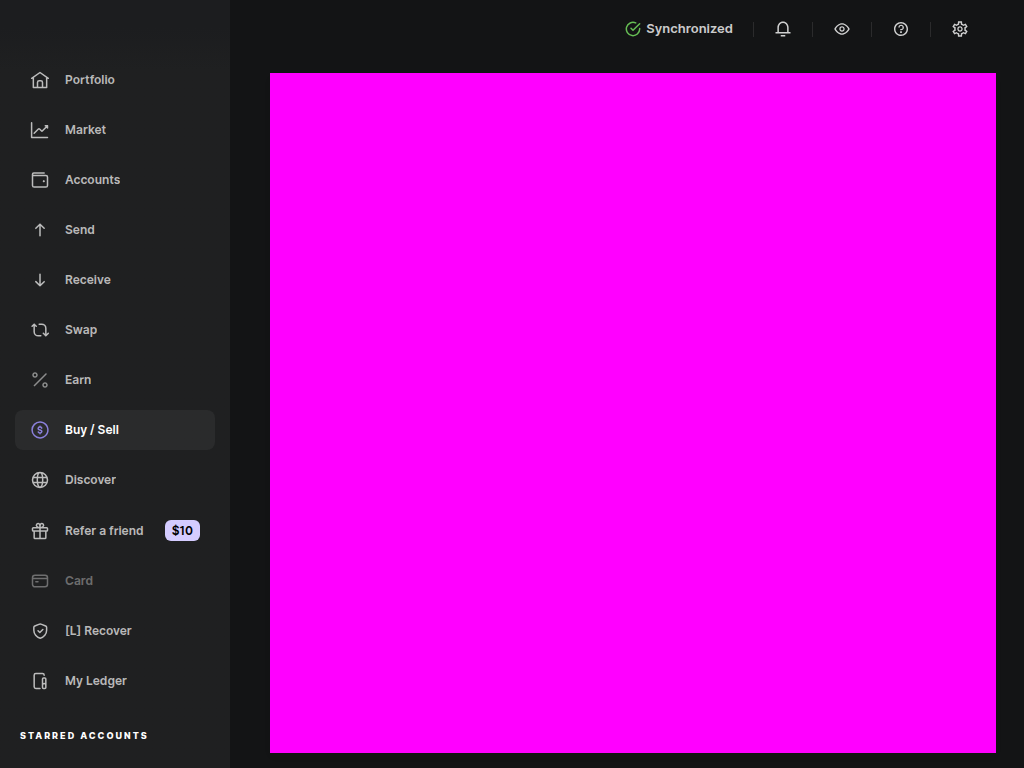 Synchronized
Portfolio
Market
Accounts
Send
Receive
Swap
Earn
Buy / Sell
Discover
Refer a friend $10
Card
[L] Recover
My Ledger
STARRED ACCOUNTS